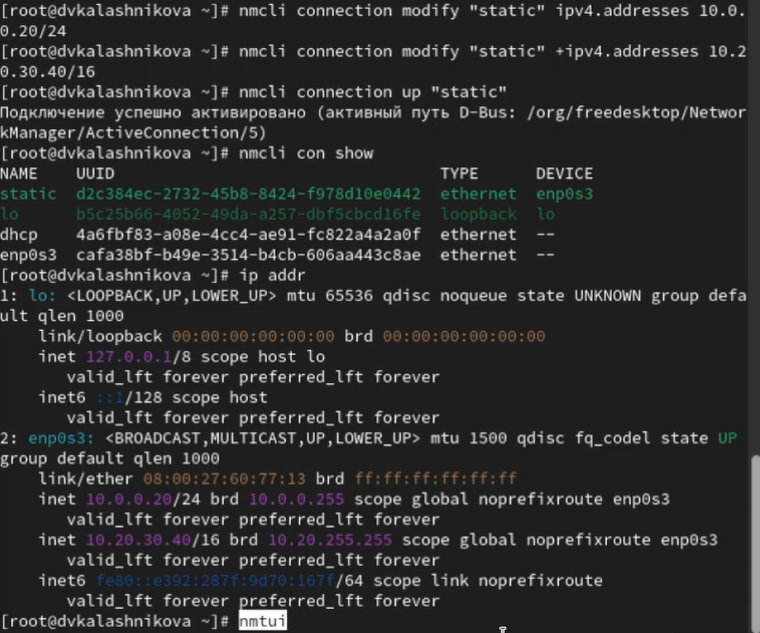 [root@dvkalashnikova ~]# nmcli connection modify "static" ipv4.addresses 10.0.
0.20/24
[root@dvkalashnikova ~]# nmcli connection modify "static" +ipv4.addresses 10.2
0.30.40/16
[root@dvkalashnikova ~]# nmcli connection up "static"
Подключение успешно активировано (активный путь D-Bus: /org/freedesktop/Networ
kManager/ActiveConnection/5)
[root@dvkalashnikova ~]# nmcli con show
NAME UUID TYPE DEVICE
static d2c384ec-2732-45b8-8424-f978d10e0442 ethernet enp0s3
lo b5c25b66-4052-49da-a257-dbf5cbcd16fe loopback lo
dhcp 4a6fbf83-a08e-4cc4-ae91-fc822a4a2a0f ethernet --
enp0s3 cafa38bf-b49e-3514-b4cb-606aa443c8ae ethernet --
[root@dvkalashnikova ~]# ip addr
1: lo: <LOOPBACK,UP,LOWER_UP> mtu 65536 qdisc noqueue state UNKNOWN group defa
ult qlen 1000
link/loopback 00:00:00:00:00:00 brd 00:00:00:00:00:00
inet 127.0.0.1/8 scope host lo
valid_lft forever preferred_lft forever
inet6 ::1/128 scope host
valid_lft forever preferred_lft forever
2: enp0s3: <BROADCAST,MULTICAST,UP,LOWER_UP> mtu 1500 qdisc fq_codel state UP
group default qlen 1000
link/ether 08:00:27:60:77:13 brd ff:ff:ff:ff:ff:ff
inet 10.0.0.20/24 brd 10.0.0.255 scope global noprefixroute enp0s3
valid_lft forever preferred_lft forever
inet 10.20.30.40/16 brd 10.20.255.255 scope global noprefixroute enp0s3
valid_lft forever preferred_lft forever
inet6 fe80::e392:287f:9d70:167f/64 scope link noprefixroute
valid_lft forever preferred_lft forever
[root@dvkalashnikova ~]# nmtui